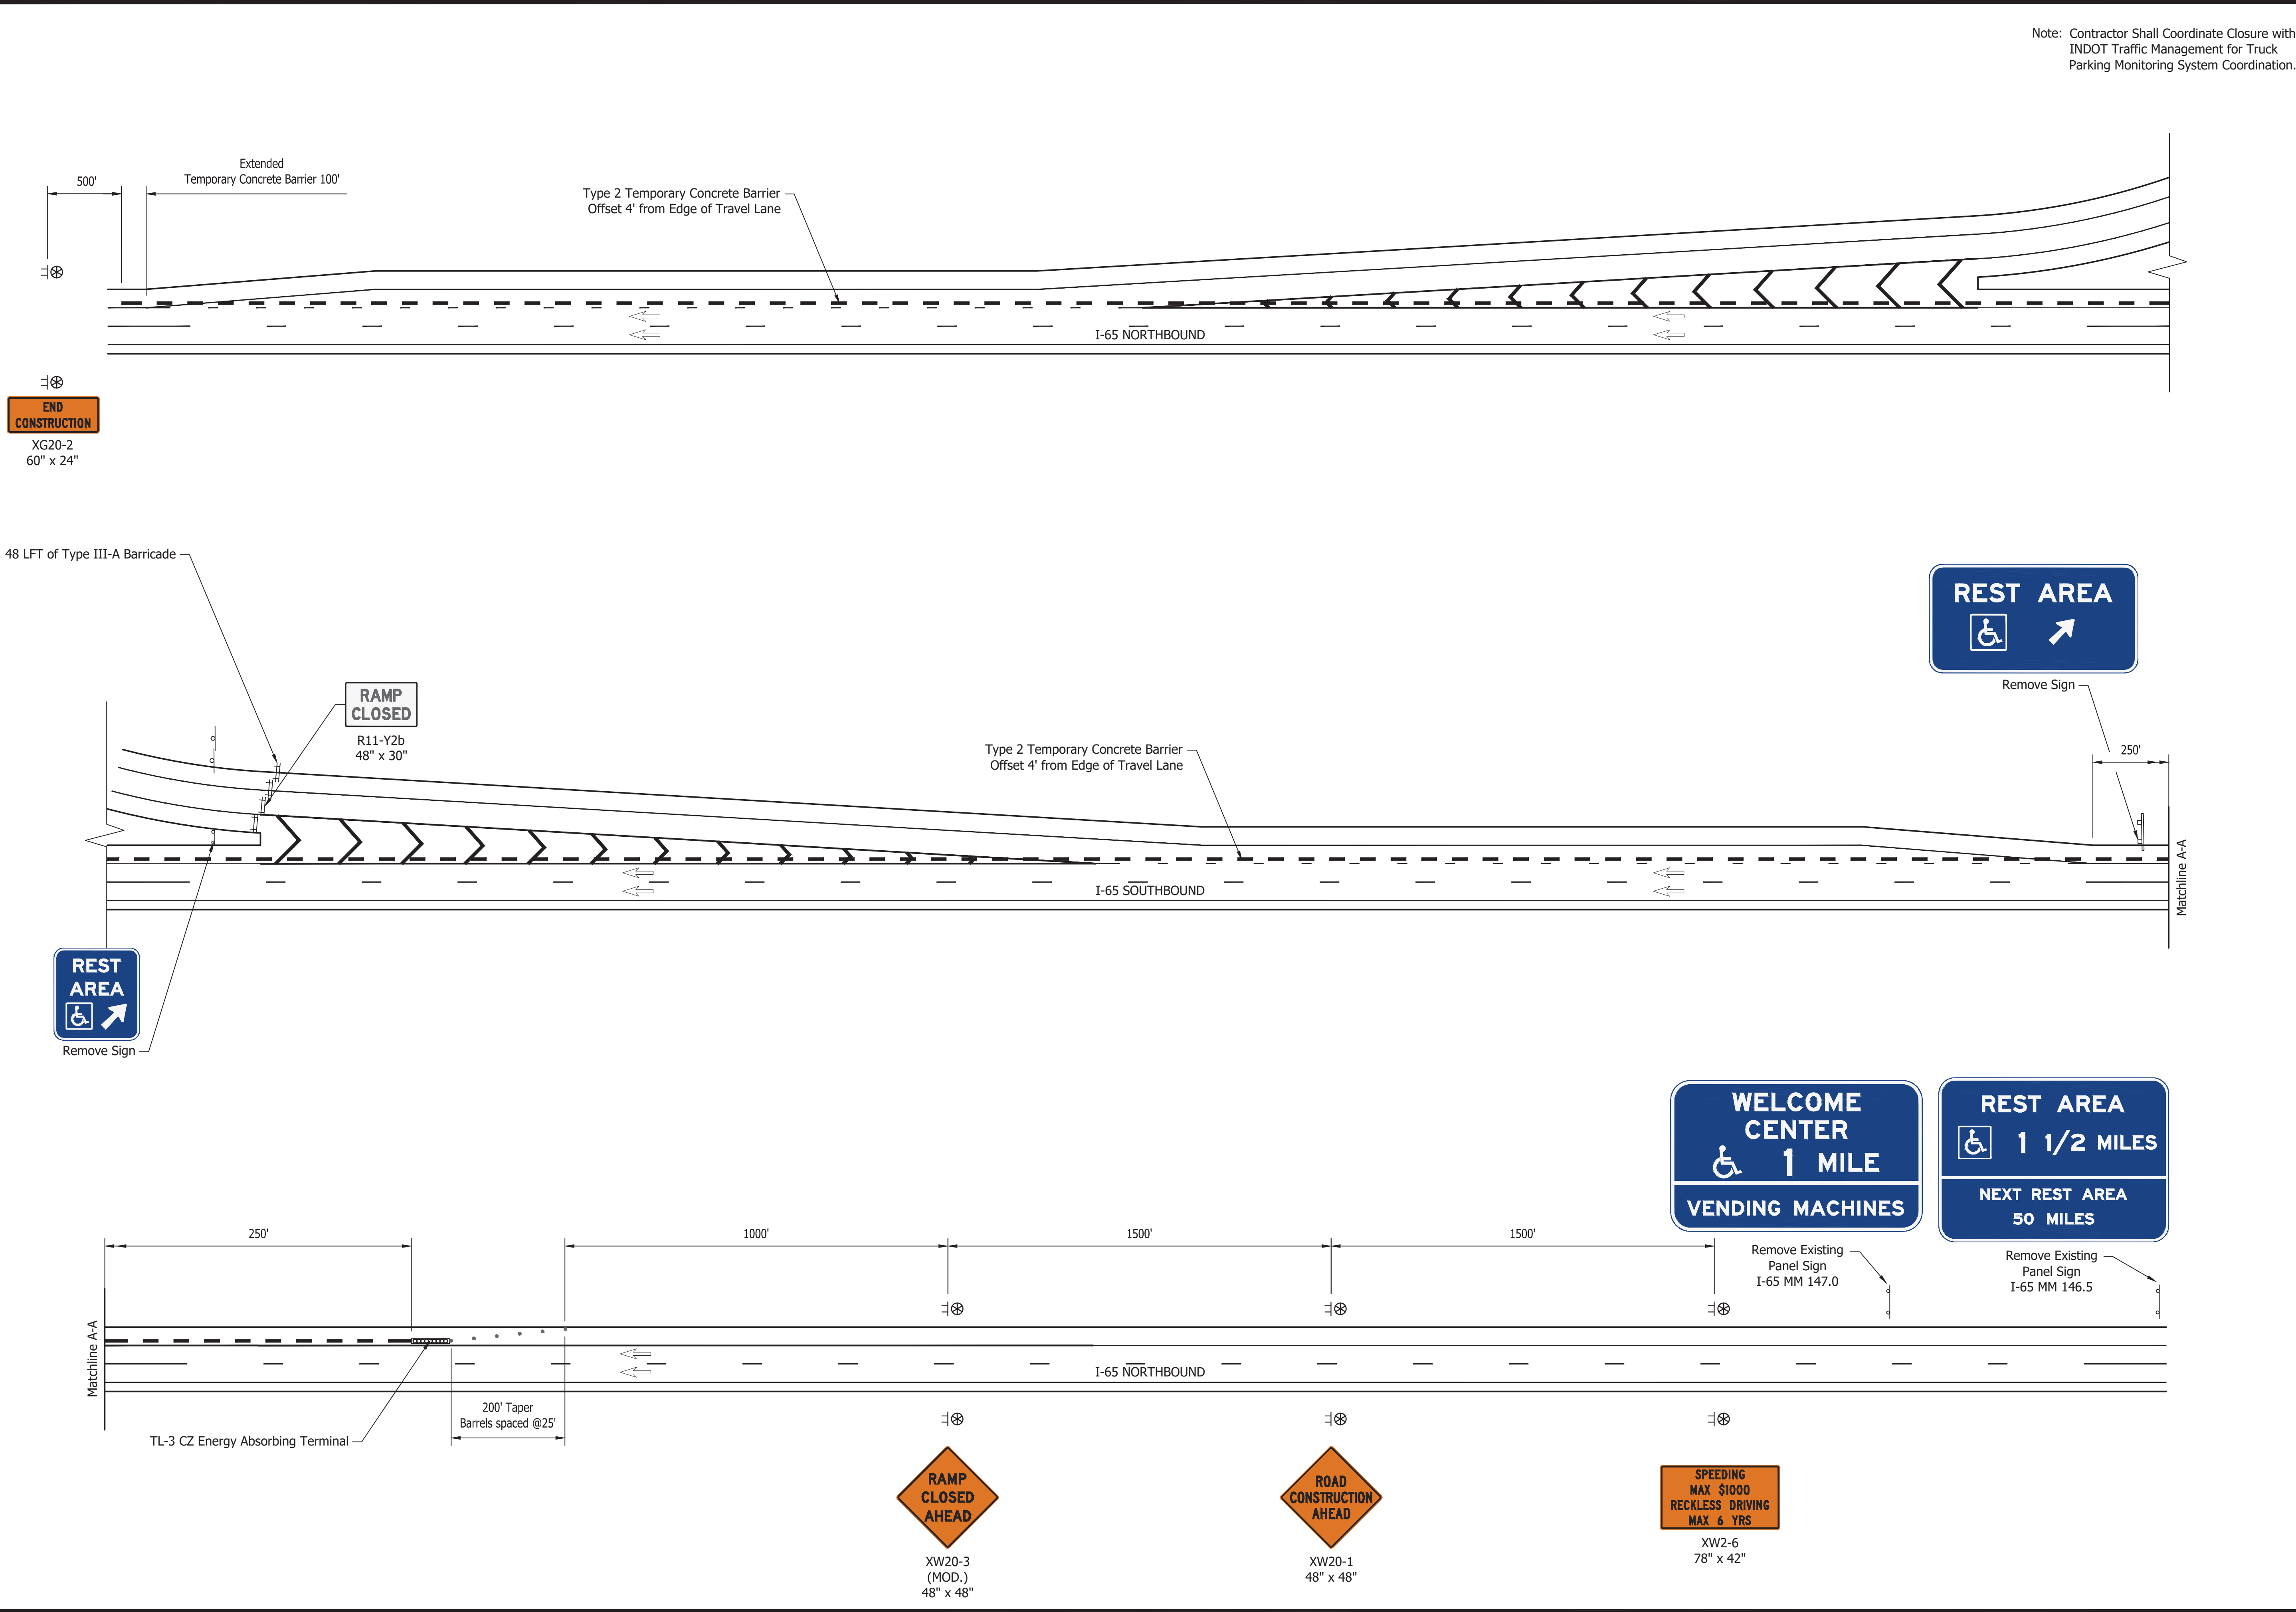 Note: Contractor Shall Coordinate Closure with
INDOT Traffic Management for Truck
Parking Monitoring System Coordination.
500'
Extended
Temporary Concrete Barrier 100'
Type 2 Temporary Concrete Barrier
Offset 4' from Edge of Travel Lane
I-65 NORTHBOUND
END
CONSTRUCTION
XG20-2
60" x 24"
48 LFT of Type III-A Barricade
RAMP
CLOSED
R11-Y2b
48" x 30"
Type 2 Temporary Concrete Barrier
Offset 4' from Edge of Travel Lane
REST AREA
Remove Sign
250'
I-65 SOUTHBOUND
Matchline A-A
REST
AREA
Remove Sign
WELCOME
CENTER
1 MILE
VENDING MACHINES
Remove Existing
Panel Sign
I-65 MM 147.0
REST AREA
1 1/2 MILES
NEXT REST AREA
50 MILES
Remove Existing
Panel Sign
I-65 MM 146.5
250'
1000'
1500'
1500'
Matchline A-A
I-65 NORTHBOUND
200' Taper
Barrels spaced @25'
TL-3 CZ Energy Absorbing Terminal
RAMP
CLOSED
AHEAD
XW20-3
(MOD.)
48" x 48"
ROAD
CONSTRUCTION
AHEAD
XW20-1
48" x 48"
SPEEDING
MAX $1000
RECKLESS DRIVING
MAX 6 YRS
XW2-6
78" x 42"